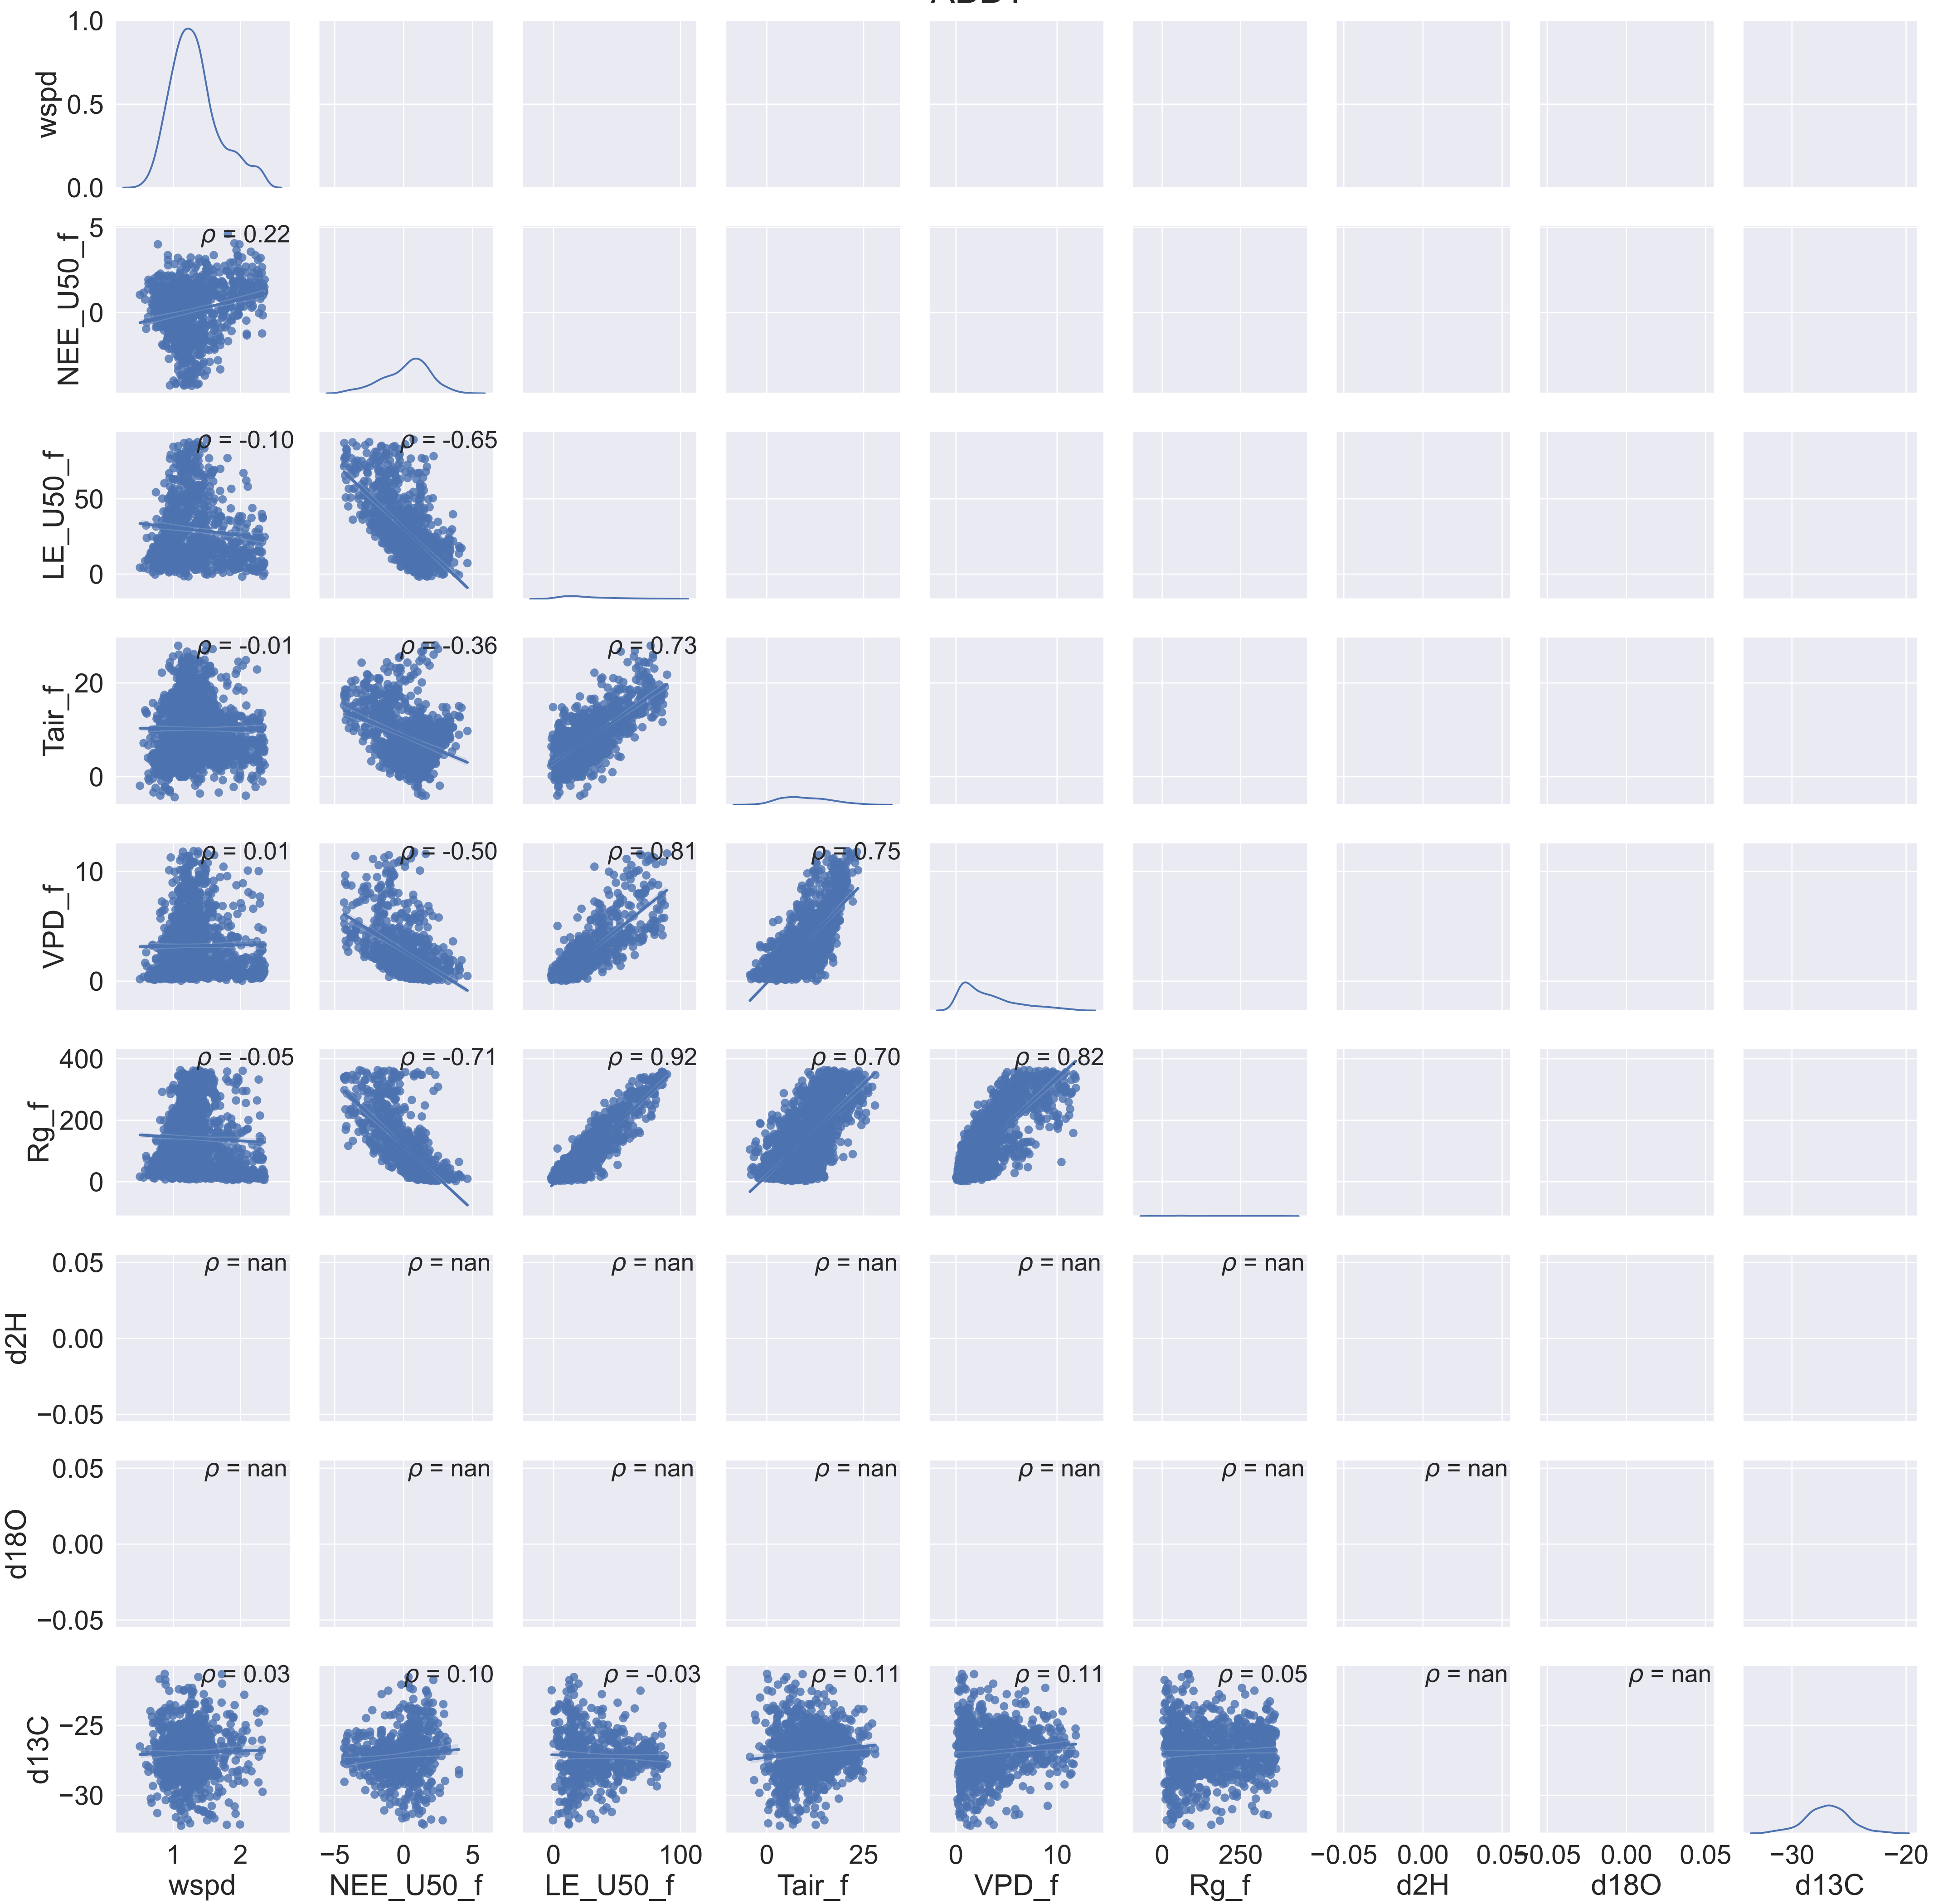 1.0
wspd
0.5
0.0
5
ρ = 0.22
NEE_U50_f
0
ρ = -0.10 ρ = -0.65
LE_U50_f
50
0
ρ = -0.01 ρ = -0.36 ρ = 0.73
Tair_f
20
0
ρ = 0.01 ρ = -0.50 ρ = 0.81 ρ = 0.75
VPD_f
10
0
400
ρ = -0.05 ρ = -0.71 ρ = 0.92 ρ = 0.70 ρ = 0.82
Rg_f
200
0
0.05
ρ = nan ρ = nan ρ = nan ρ = nan ρ = nan ρ = nan
d2H
0.00
−0.05
0.05
ρ = nan ρ = nan ρ = nan ρ = nan ρ = nan ρ = nan ρ = nan
d18O
0.00
−0.05
ρ = 0.03 ρ = 0.10 ρ = -0.03 ρ = 0.11 ρ = 0.11 ρ = 0.05 ρ = nan ρ = nan
d13C
−25
−30
1 2 −5 0 5 0 100 0 25 0 10 0 250 −0.05 0.00 0.05 −0.05 0.00 0.05 −30 −20
wspd NEE_U50_f LE_U50_f Tair_f VPD_f Rg_f d2H d18O d13C